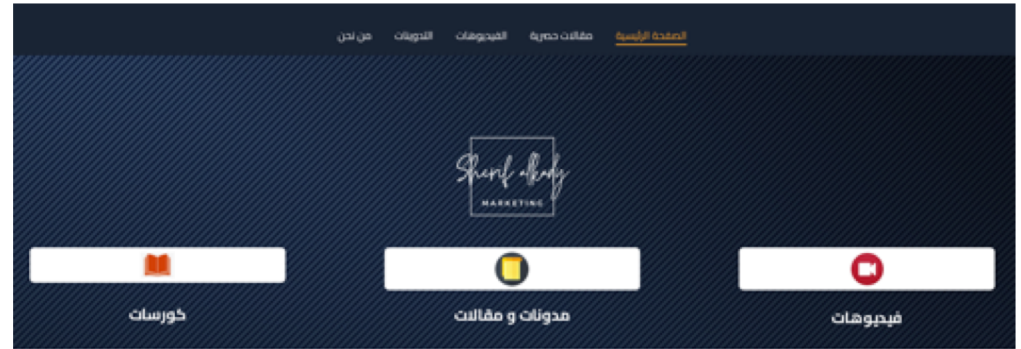 الصفحة الرئيسية مقالات حصرية الفيديوهات التدوينات من نحن
Sherif alkady
MARKETING
فيديوهات مدونات و مقالات كورسات